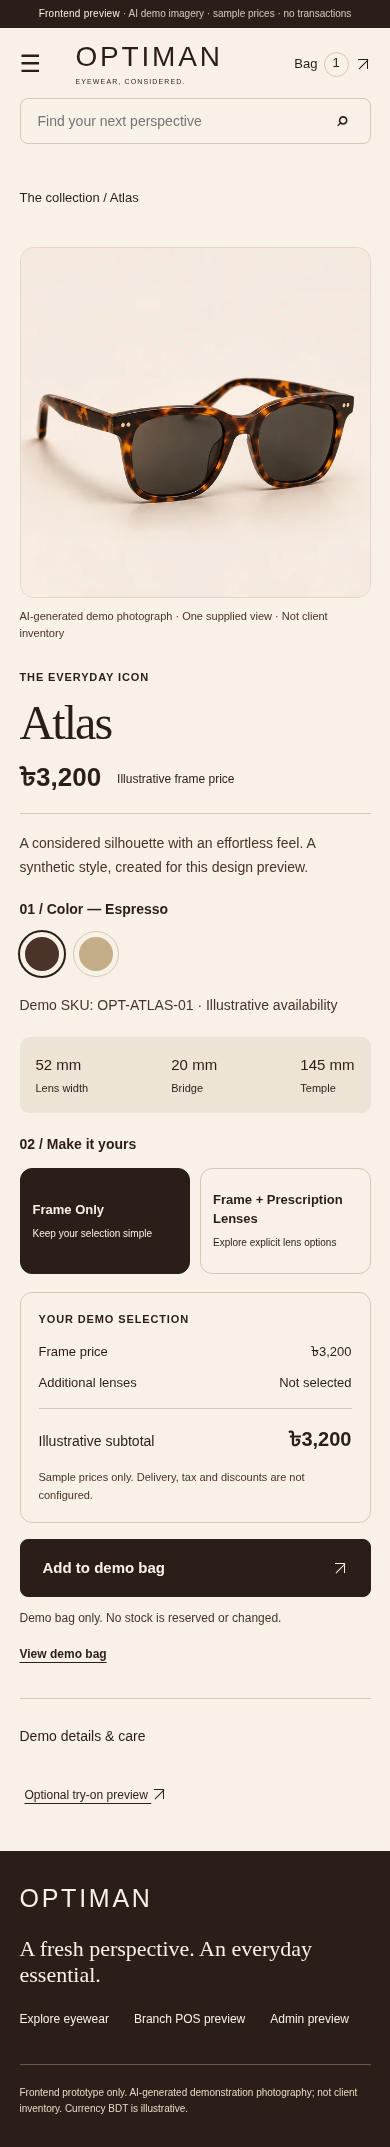 Frontend preview · AI demo imagery · sample prices · no transactions
OPTIMAN
EYEWEAR, CONSIDERED.
Bag 1
Find your next perspective
The collection / Atlas
AI-generated demo photograph · One supplied view · Not client
inventory
THE EVERYDAY ICON
Atlas
৳3,200 Illustrative frame price
A considered silhouette with an effortless feel. A
synthetic style, created for this design preview.
01 / Color — Espresso
Demo SKU: OPT-ATLAS-01 · Illustrative availability
52 mm 20 mm 145 mm
Lens width Bridge Temple
02 / Make it yours
Frame Only
Keep your selection simple
Frame + Prescription
Lenses
Explore explicit lens options
YOUR DEMO SELECTION
Frame price ৳3,200
Additional lenses Not selected
Illustrative subtotal ৳3,200
Sample prices only. Delivery, tax and discounts are not
configured.
Add to demo bag
Demo bag only. No stock is reserved or changed.
View demo bag
Demo details & care
Optional try-on preview
OPTIMAN
A fresh perspective. An everyday
essential.
Explore eyewear Branch POS preview Admin preview
Frontend prototype only. AI-generated demonstration photography; not client
inventory. Currency BDT is illustrative.